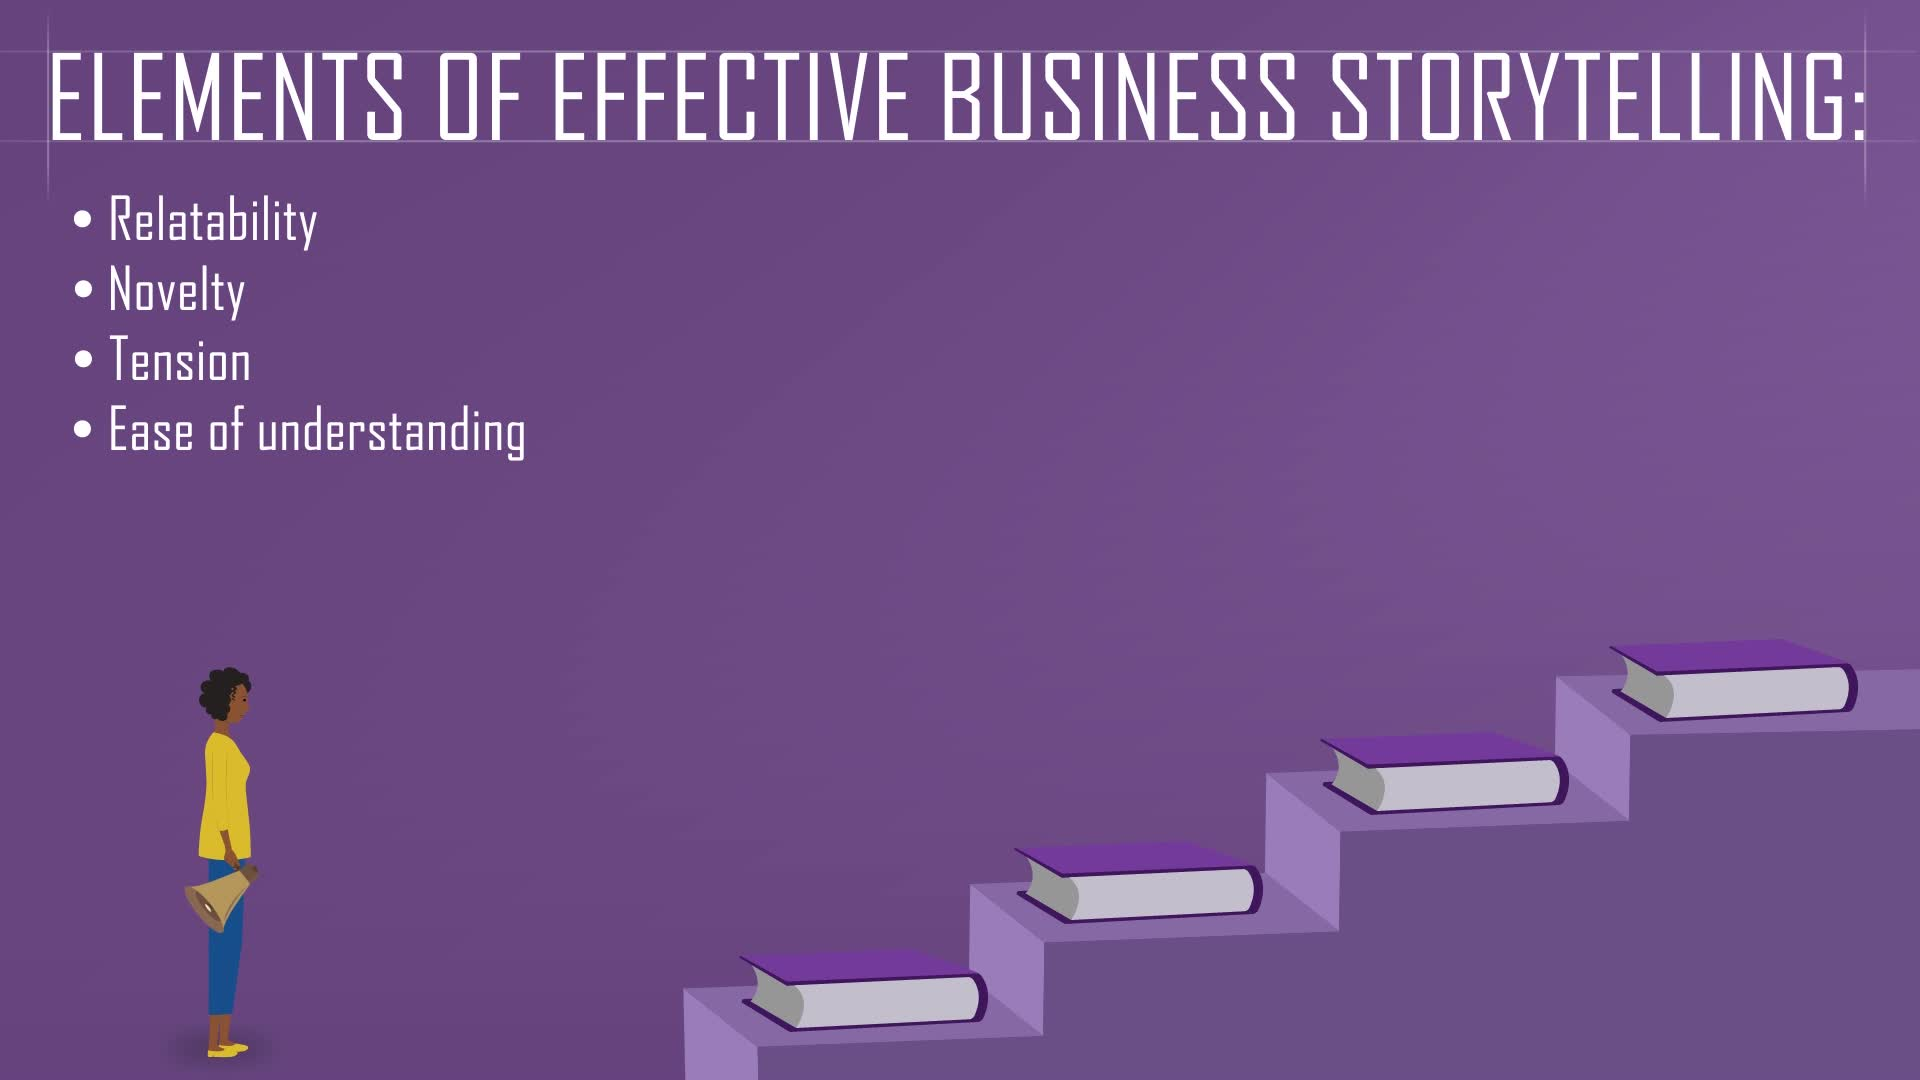 ELEMENTS OF EFFECTIVE BUSINESS STORYTELLING:
• Relatability
• Novelty
• Tension
• Ease of understanding